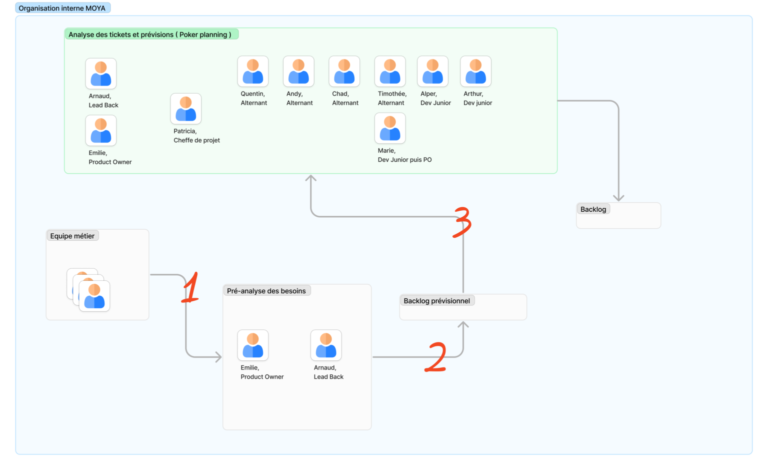 Organisation interne MOYA
Analyse des tickets et prévisions ( Poker planning )
Arnaud,
Lead Back
Emilie,
Product Owner
Patricia,
Cheffe de projet
Quentin,
Alternant
Andy,
Alternant
Chad,
Alternant
Timothée,
Alternant
Alper,
Dev Junior
Arthur,
Dev junior
Marie,
Dev Junior puis PO
Backlog
3
Equipe métier
1
Pré-analyse des besoins
Backlog prévisionnel
2
Emilie,
Product Owner
Arnaud,
Lead Back